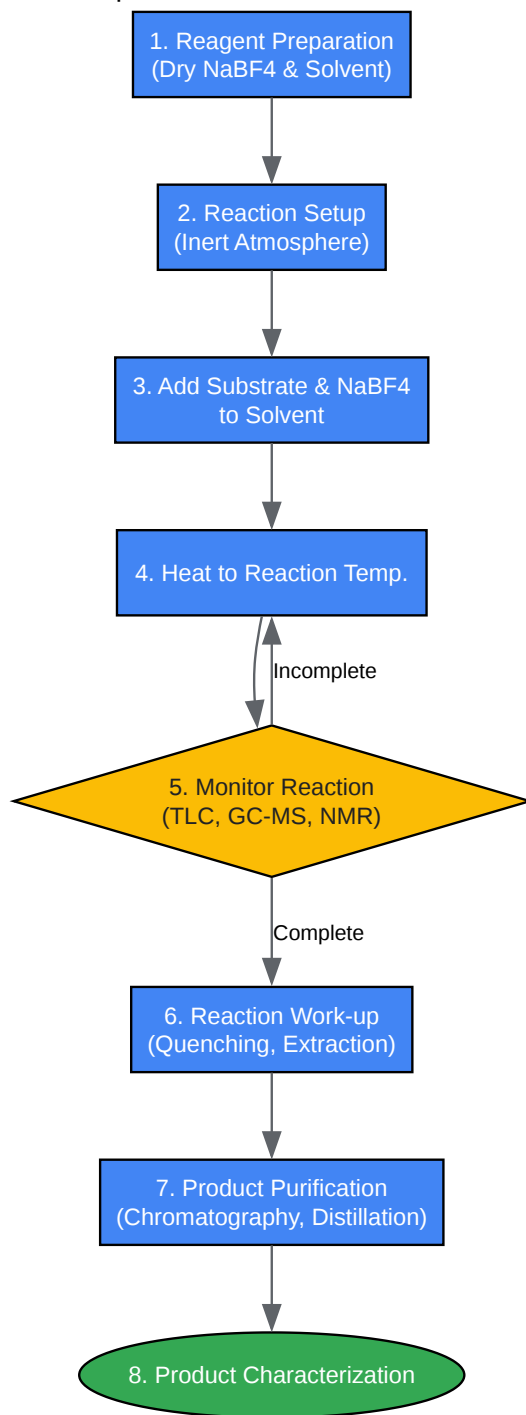 1. Reagent Preparation
(Dry NaBF4 & Solvent)
2. Reaction Setup
(Inert Atmosphere)
3. Add Substrate & NaBF4
to Solvent
4. Heat to Reaction Temp.
Incomplete
5. Monitor Reaction
(TLC, GC-MS, NMR)
Complete
6. Reaction Work-up
(Quenching, Extraction)
7. Product Purification
(Chromatography, Distillation)
8. Product Characterization